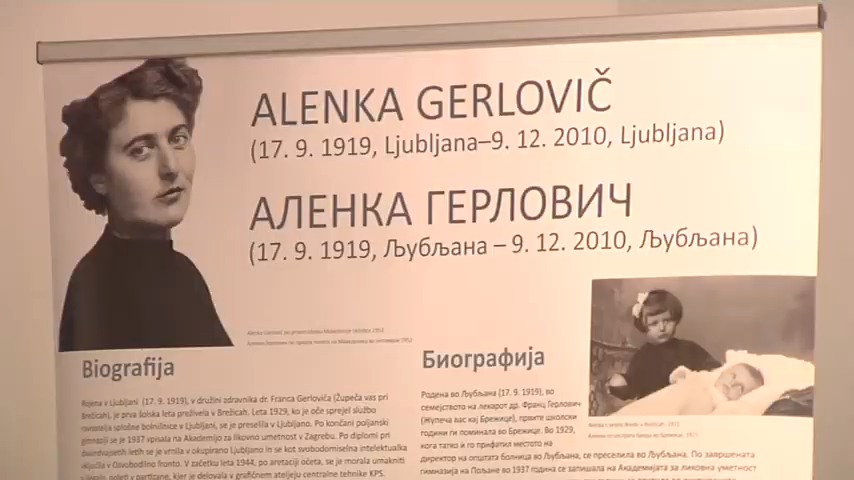 ALENKA GERLOVIČ
(17. 9. 1919, Ljubljana–9. 12. 2010, Ljubljana)
АЛЕНКА ГЕРЛОВИЧ
(17. 9. 1919, Љубљана – 9. 12. 2010, Љубљана)
Biografija
Rojena v Ljubljani (17. 9. 1919), v družini zdravnika dr. Franca Gerloviča (Župeča vas pri
Brežicah), je prva šolska leta preživela v Brežicah. Leta 1929, ko je oče sprejel službo
ravnatelja splošne bolnišnice v Ljubljani, se je preselila v Ljubljano. Po končani poljanski
gimnaziji se je 1937 vpisala na Akademijo za likovno umetnost v Zagrebu. Po diplomi pri
se je vrnila v okupirano Ljubljano in se kot svobodomiselna intelektualka
vključila v Osvobodilno fronto. V začetku leta 1944, po aretaciji očeta, se je morala umakniti
v partizane, kjer je delovala v grafičnem ateljeju centralne tehnike KPS.
Биографија
Родена во Љубљана (17. 9. 1919), во
семејството на лекарот др. Франц Герлович
(Жупеча вас кај Брежице), првите школски
години ги поминала во Брежице. Во 1929,
кога татко ѝ го прифатил местото на
директор на општата болница во Љубљана, се преселила во Љубљана. По завршената
гимназија на Пољане во 1937 година се запишала на Академијата за ликовна уметност